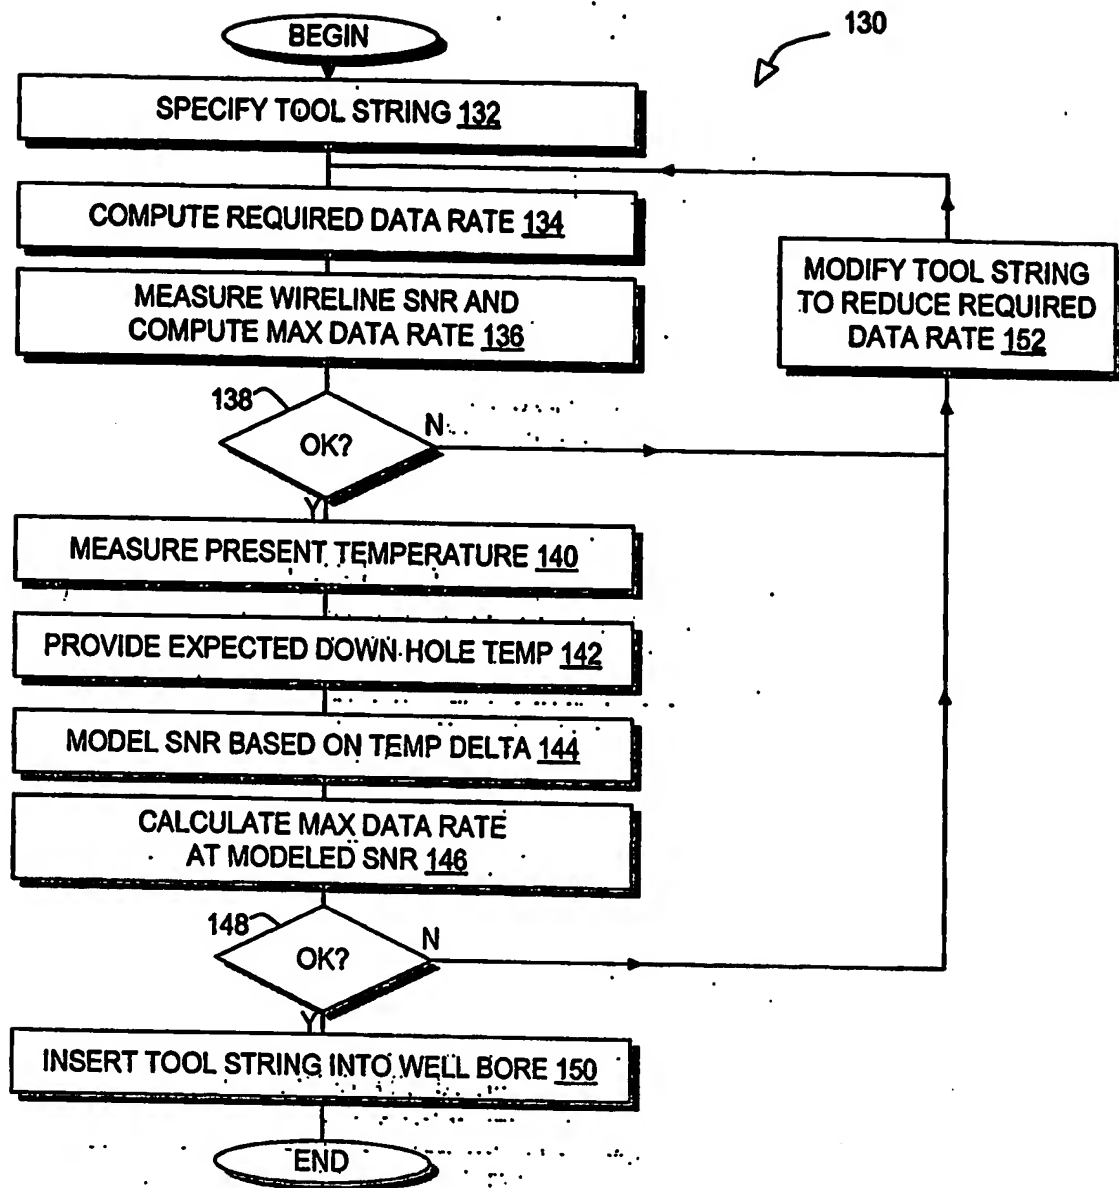 BEGIN
130
SPECIFY TOOL STRING 132
COMPUTE REQUIRED DATA RATE 134
MEASURE WIRELINE SNR AND
COMPUTE MAX DATA RATE 136
MODIFY TOOL STRING
TO REDUCE REQUIRED
DATA RATE 152
138
OK?
N
Y
MEASURE PRESENT TEMPERATURE 140
PROVIDE EXPECTED DOWN-HOLE TEMP 142
MODEL SNR BASED ON TEMP DELTA 144
CALCULATE MAX DATA RATE
AT MODELED SNR 146
148
OK?
N
Y
INSERT TOOL STRING INTO WELL BORE 150
END